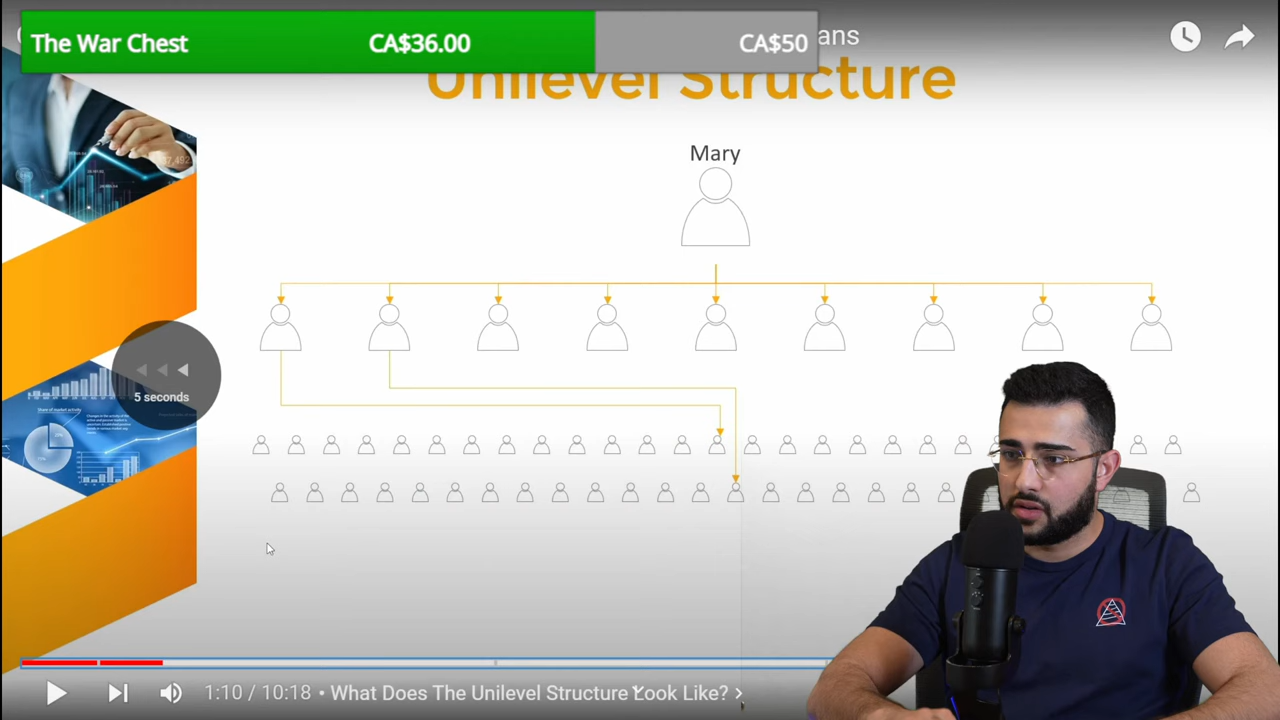 The War Chest CA$36.00 CA$50
ans
Unilevel Structure
Mary
5 seconds
1:10 / 10:18 • What Does The Unilevel Structure Look Like? >